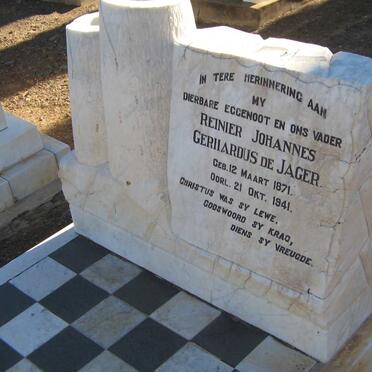 IN TERE HERINNERING AAN
MY
DIERBARE EGGENOOT EN ONS VADER
REINIER JOHANNES
GERHARDUS DE JAGER
GEB. 12 MAART 1871.
OORL. 21 OKT. 1941.
CHRISTUS WAS SY LEWE,
GODSWOORD SY KRAG,
DIENS SY VREUGDE.